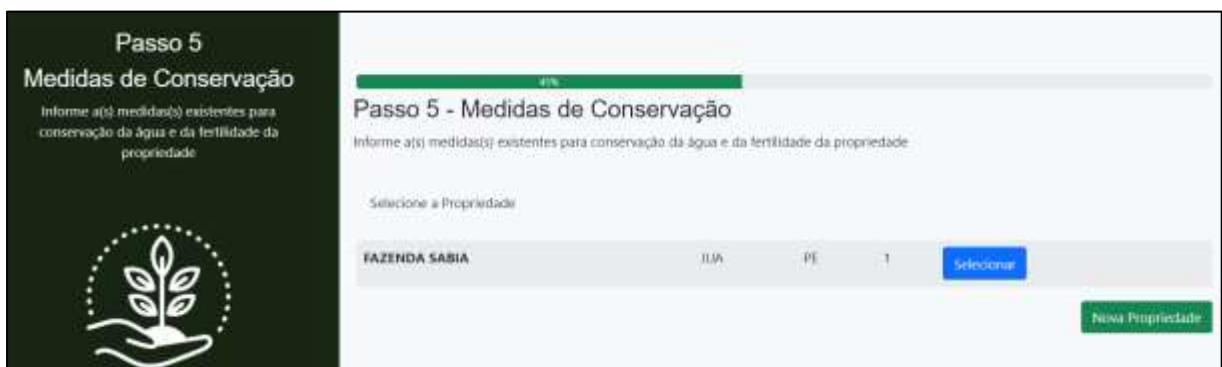 Passo 5
Medidas de Conservação
Informe a(s) medidas(s) existentes para
conservação da água e da fertilidade da
propriedade
45%
Passo 5 - Medidas de Conservação
Informe a(s) medidas(s) existentes para conservação da água e da fertilidade da propriedade
Selecione a Propriedade
FAZENDA SABIA JUA PE 1 Selecionar
Nova Propriedade